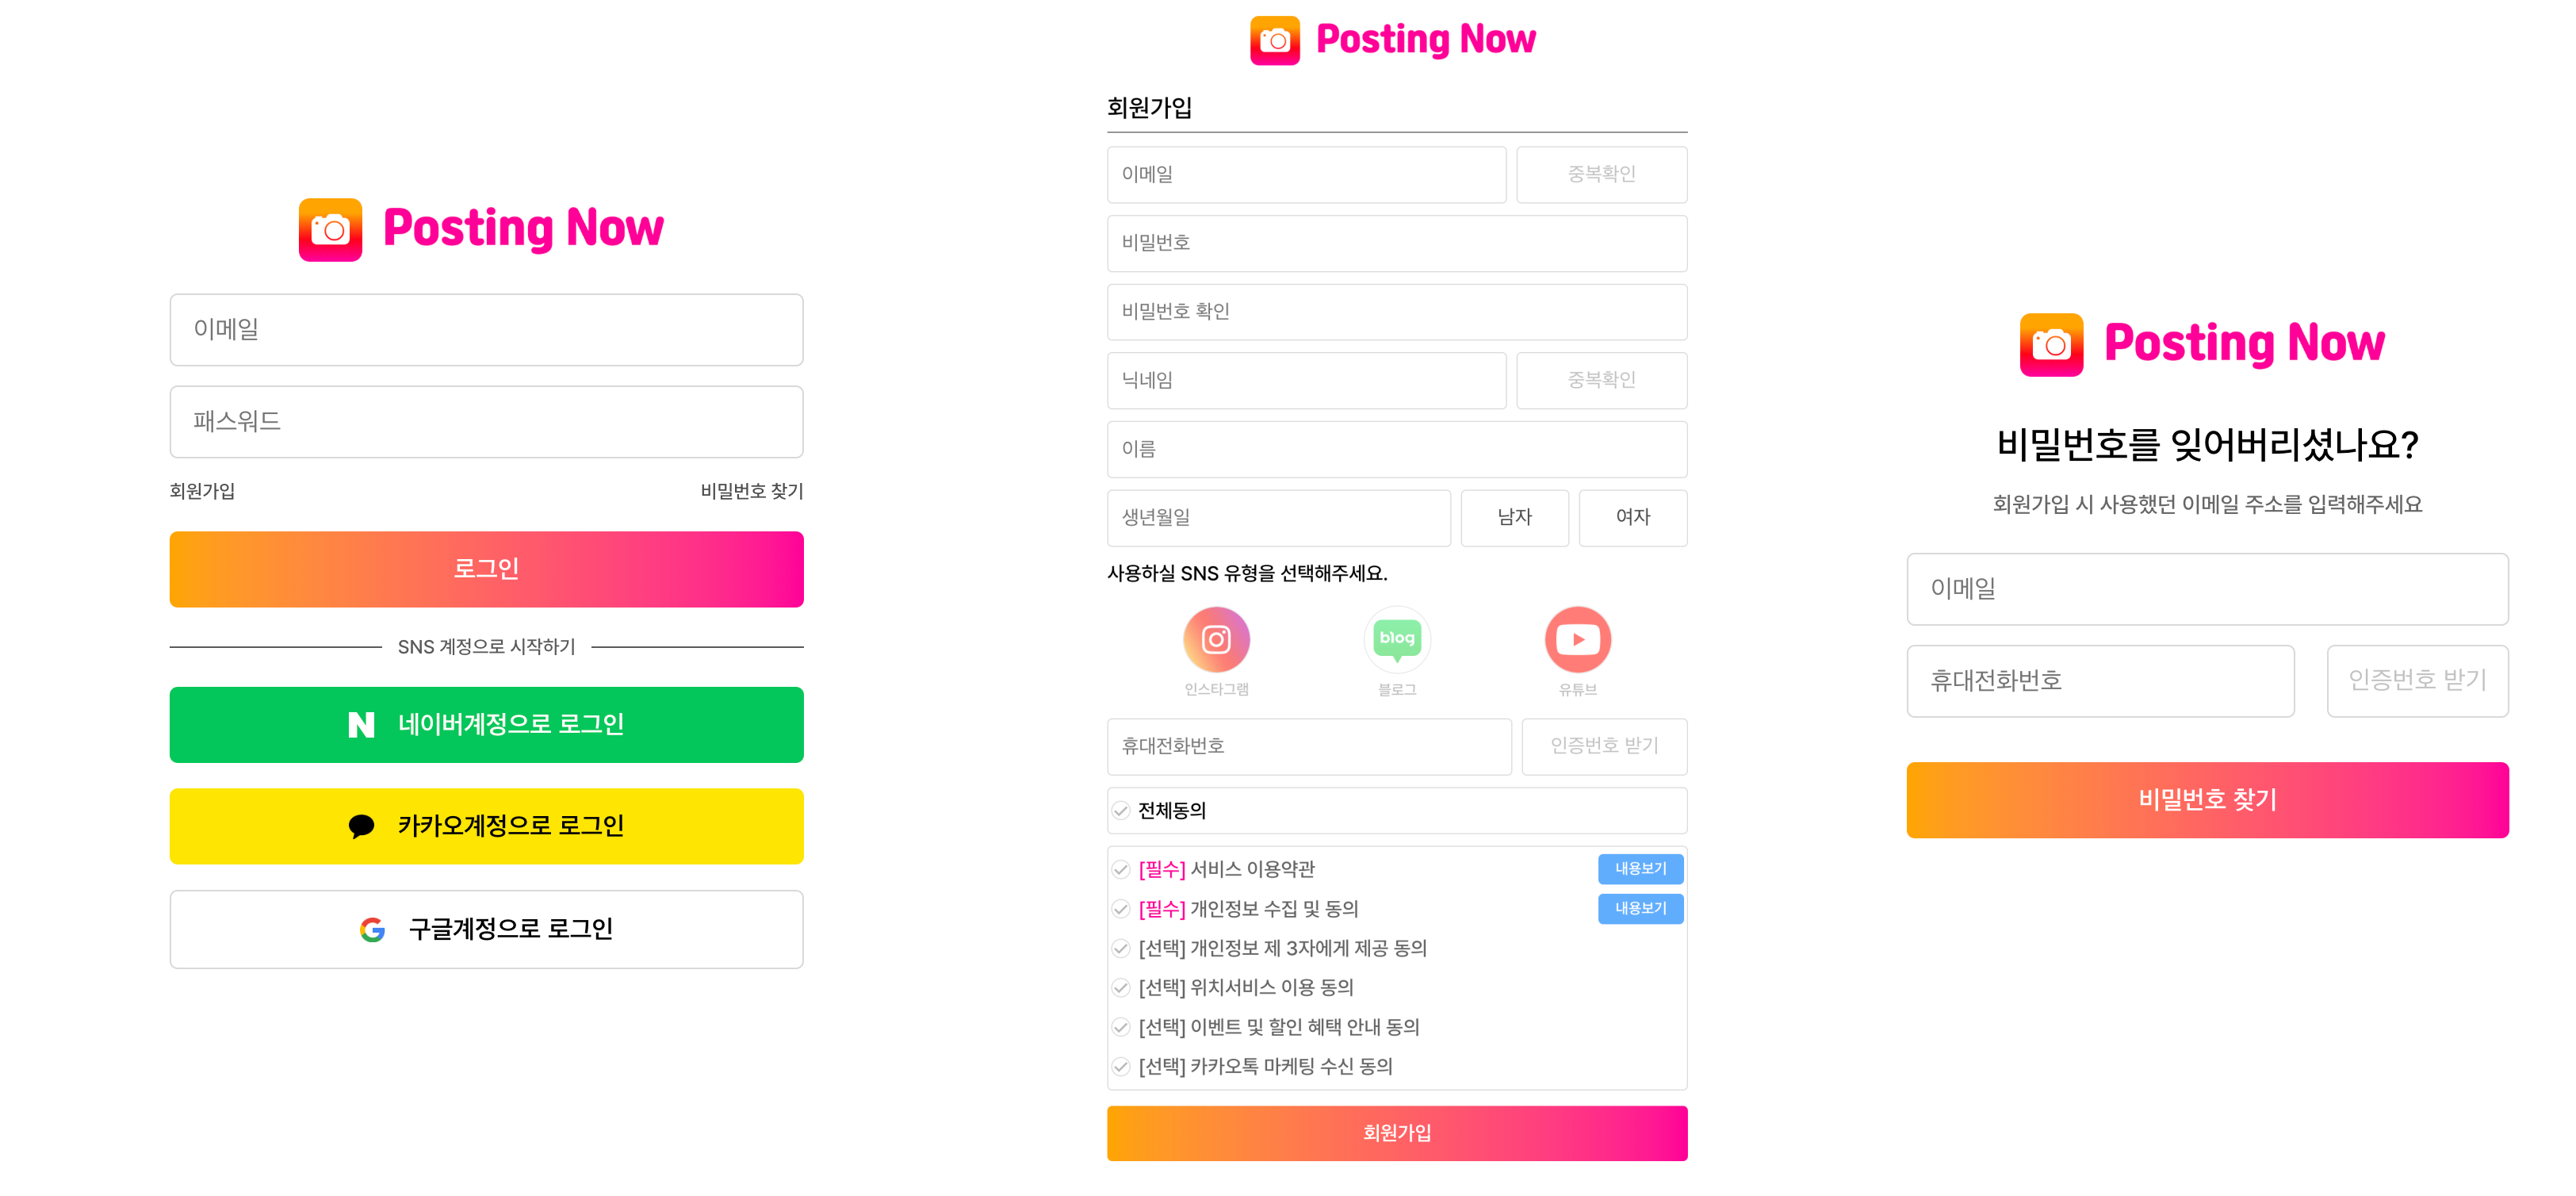 Posting Now
이메일
패스워드
회원가입
비밀번호 찾기
로그인
SNS 계정으로 시작하기
N 네이버계정으로 로그인
카카오계정으로 로그인
G 구글계정으로 로그인
Posting Now
회원가입
이메일
중복확인
비밀번호
비밀번호 확인
닉네임
중복확인
이름
생년월일
남자
여자
사용하실 SNS 유형을 선택해주세요.
blog
인스타그램
블로그
유튜브
휴대전화번호
인증번호 받기
전체동의
[필수] 서비스 이용약관
내용보기
[필수] 개인정보 수집 및 동의
내용보기
[선택] 개인정보 제 3자에게 제공 동의
[선택] 위치서비스 이용 동의
[선택] 이벤트 및 할인 혜택 안내 동의
[선택] 카카오톡 마케팅 수신 동의
회원가입
Posting Now
비밀번호를 잊어버리셨나요?
회원가입 시 사용했던 이메일 주소를 입력해주세요
이메일
휴대전화번호
인증번호 받기
비밀번호 찾기